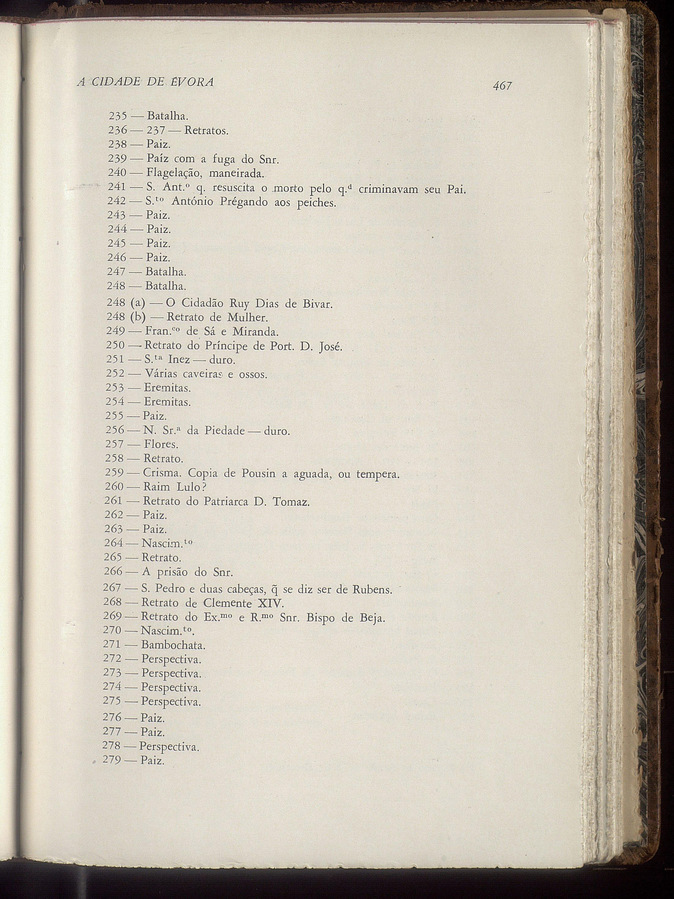 A CIDADE DE ÉVORA 467
235 — Batalha.
236 — 237 — Retratos.
238 — Paiz.
239 — Paíz com a fuga do Snr.
240 — Flagelação, maneirada.
241 — S. Ant.º q. resuscita o morto pelo q.ᵈ criminavam seu Pai.
242 — S.ᵗᵒ António Prégando aos peiches.
243 — Paiz.
244 — Paiz.
245 — Paiz.
246 — Paiz.
247 — Batalha.
248 — Batalha.
248 (a) — O Cidadão Ruy Dias de Bivar.
248 (b) — Retrato de Mulher.
249 — Fran.ᶜᵒ de Sá e Miranda.
250 — Retrato do Príncipe de Port. D. José.
251 — S.ᵗᵃ Inez — duro.
252 — Várias caveiras e ossos.
253 — Eremitas.
254 — Eremitas.
255 — Paiz.
256 — N. Sr.ª da Piedade — duro.
257 — Flores.
258 — Retrato.
259 — Crisma. Copia de Pousin a aguada, ou tempera.
260 — Raim Lulo?
261 — Retrato do Patriarca D. Tomaz.
262 — Paiz.
263 — Paiz.
264 — Nascim.ᵗᵒ
265 — Retrato.
266 — A prisão do Snr.
267 — S. Pedro e duas cabeças, q̃ se diz ser de Rubens.
268 — Retrato de Clemente XIV.
269 — Retrato do Ex.ᵐᵒ e R.ᵐᵒ Snr. Bispo de Beja.
270 — Nascim.ᵗᵒ.
271 — Bambochata.
272 — Perspectiva.
273 — Perspectiva.
274 — Perspectiva.
275 — Perspectiva.
276 — Paiz.
277 — Paiz.
278 — Perspectiva.
279 — Paiz.